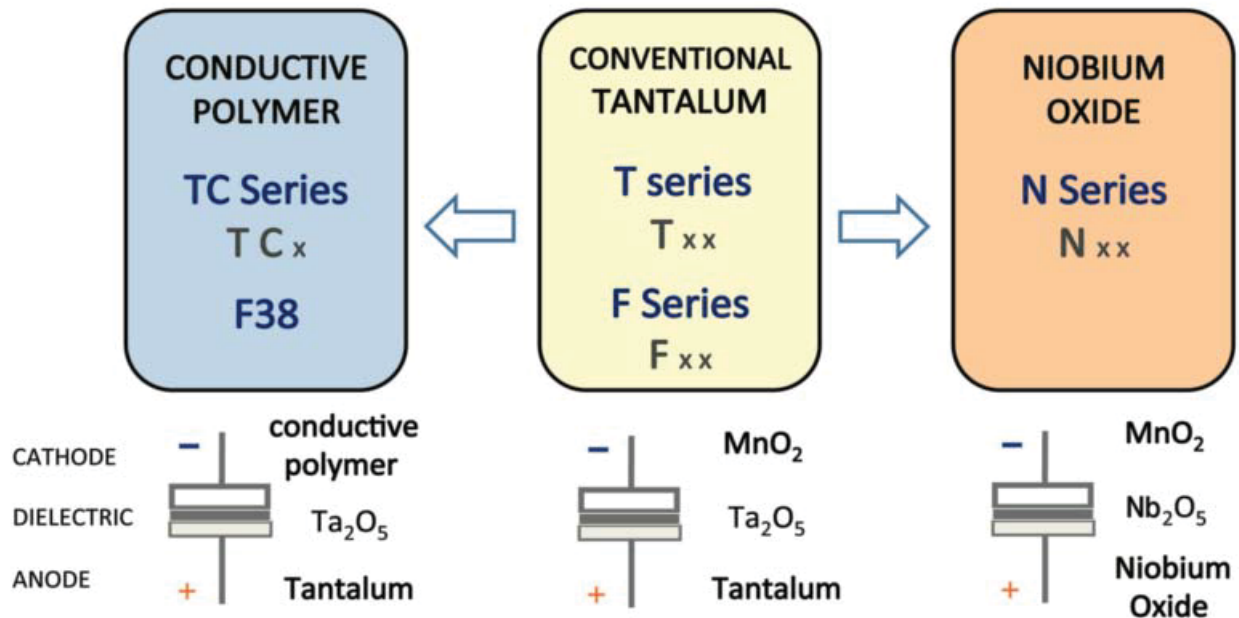 CONDUCTIVE
POLYMER
TC Series
T C x
F38
CONVENTIONAL
TANTALUM
T series
T x x
F Series
F x x
NIOBIUM
OXIDE
N Series
N x x
CATHODE
DIELECTRIC
ANODE
–
conductive
polymer
Ta₂O₅
+
Tantalum
–
MnO₂
Ta₂O₅
+
Tantalum
–
MnO₂
Nb₂O₅
+
Niobium
Oxide